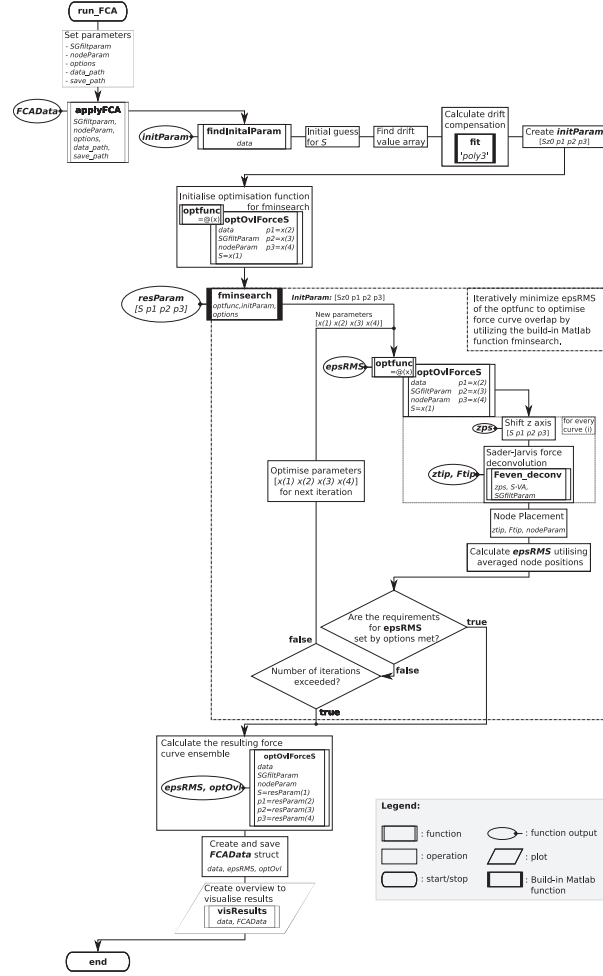 run_FCA
Set parameters
- SGfiltparam
- nodeParam
- options
- data_path
- save_path
FCAData
applyFCA
SGfiltparam,
nodeParam,
options,
data_path,
save_path
initParam
findInitalParam
data
Initial guess
for S
Find drift
value array
Calculate drift
compensation
fit
'poly3'
Create initParam
[Sz0 p1 p2 p3]
Initialise optimisation function
for fminsearch
optfunc
=@(x)
optOvlForceS
data p1=x(2)
SGfiltParam p2=x(3)
nodeParam p3=x(4)
S=x(1)
resParam
[S p1 p2 p3]
fminsearch
optfunc,initParam,
options
InitParam: [Sz0 p1 p2 p3]
New parameters
[x(1) x(2) x(3) x(4)]
Iteratively minimize epsRMS
of the optfunc to optimise
force curve overlap by
utilizing the build-in Matlab
function fminsearch.
epsRMS
optfunc
=@(x)
optOvlForceS
data p1=x(2)
SGfiltParam p2=x(3)
nodeParam p3=x(4)
S=x(1)
zps
Shift z axis
[S p1 p2 p3]
for every
curve (i)
Sader-Jarvis force
deconvolution
ztip, Ftip
Feven_deconv
zps, S-VA,
SGfiltParam
Optimise parameters
[x(1) x(2) x(3) x(4)]
for next iteration
Node Placement
ztip, Ftip, nodeParam
Calculate epsRMS utilising
averaged node positions
Are the requirements
for epsRMS
set by options met?
true
false
false
Number of iterations
exceeded?
true
Calculate the resulting force
curve ensemble
epsRMS, optOvl
optOvlForceS
data
SGfiltParam
nodeParam
S=resParam(1)
p1=resParam(2)
p2=resParam(3)
p3=resParam(4)
Create and save
FCAData struct
data, epsRMS, optOvl
Create overview to
visualise results
visResults
data, FCAData
end
Legend:
: function
: function output
: operation
: plot
: start/stop
: Build-in Matlab
function